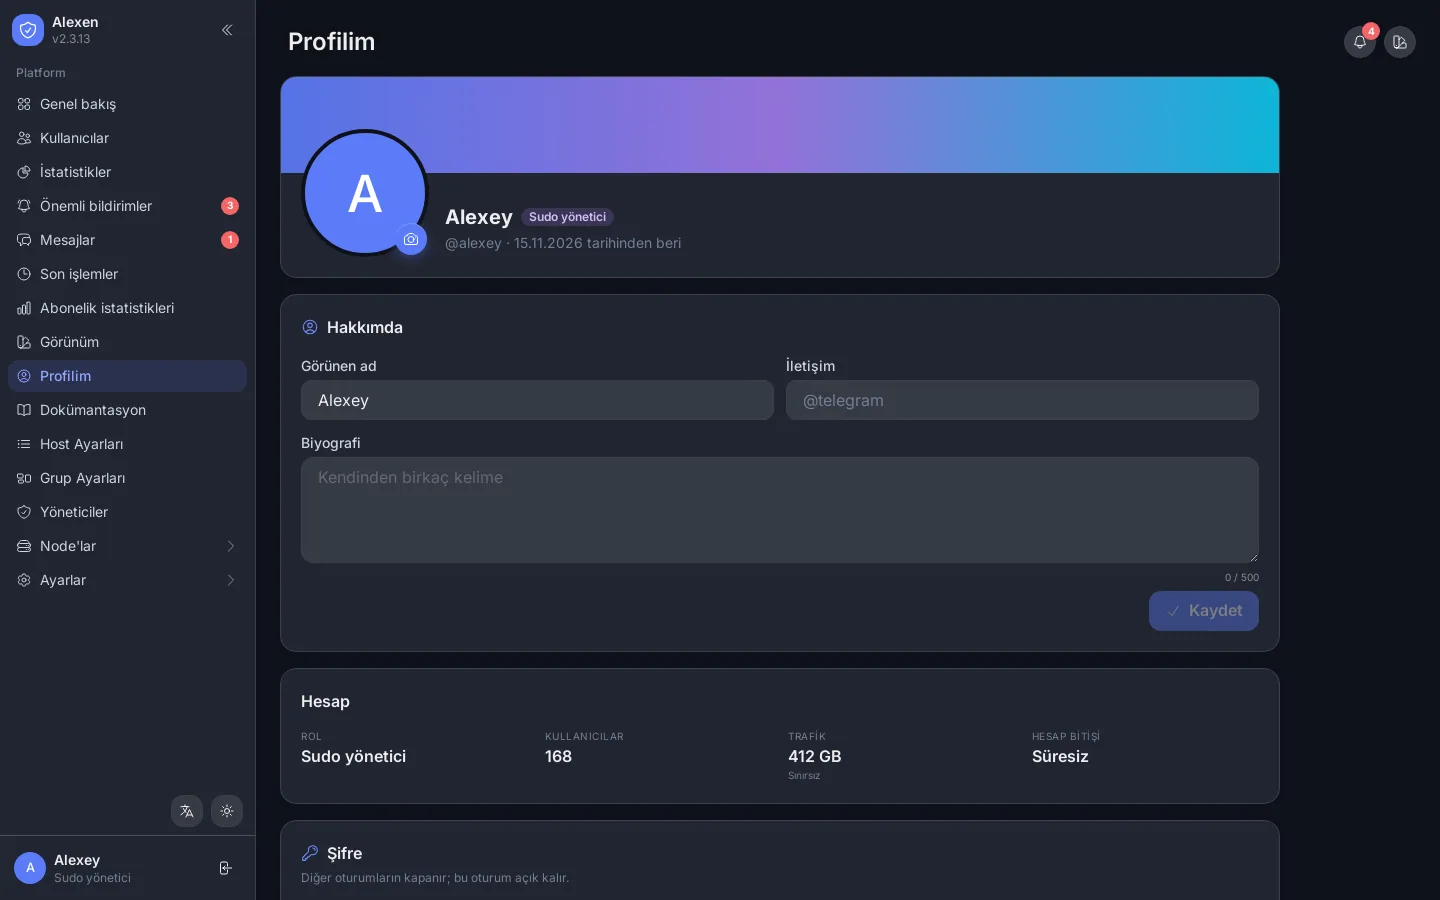 Alexen
v2.3.13
Platform
Genel bakış
Kullanıcılar
İstatistikler
Önemli bildirimler
3
Mesajlar
1
Son işlemler
Abonelik istatistikleri
Görünüm
Profilim
Dokümantasyon
Host Ayarları
Grup Ayarları
Yöneticiler
Node'lar
Ayarlar
A
Alexey
Sudo yönetici
Profilim
4
A
Alexey
Sudo yönetici
@alexey · 15.11.2026 tarihinden beri
Hakkımda
Görünen ad
İletişim
Alexey
@telegram
Biyografi
Kendinden birkaç kelime
0 / 500
Kaydet
Hesap
ROL
KULLANICILAR
TRAFİK
HESAP BİTİŞİ
Sudo yönetici
168
412 GB
Süresiz
Sınırsız
Şifre
Diğer oturumların kapanır; bu oturum açık kalır.